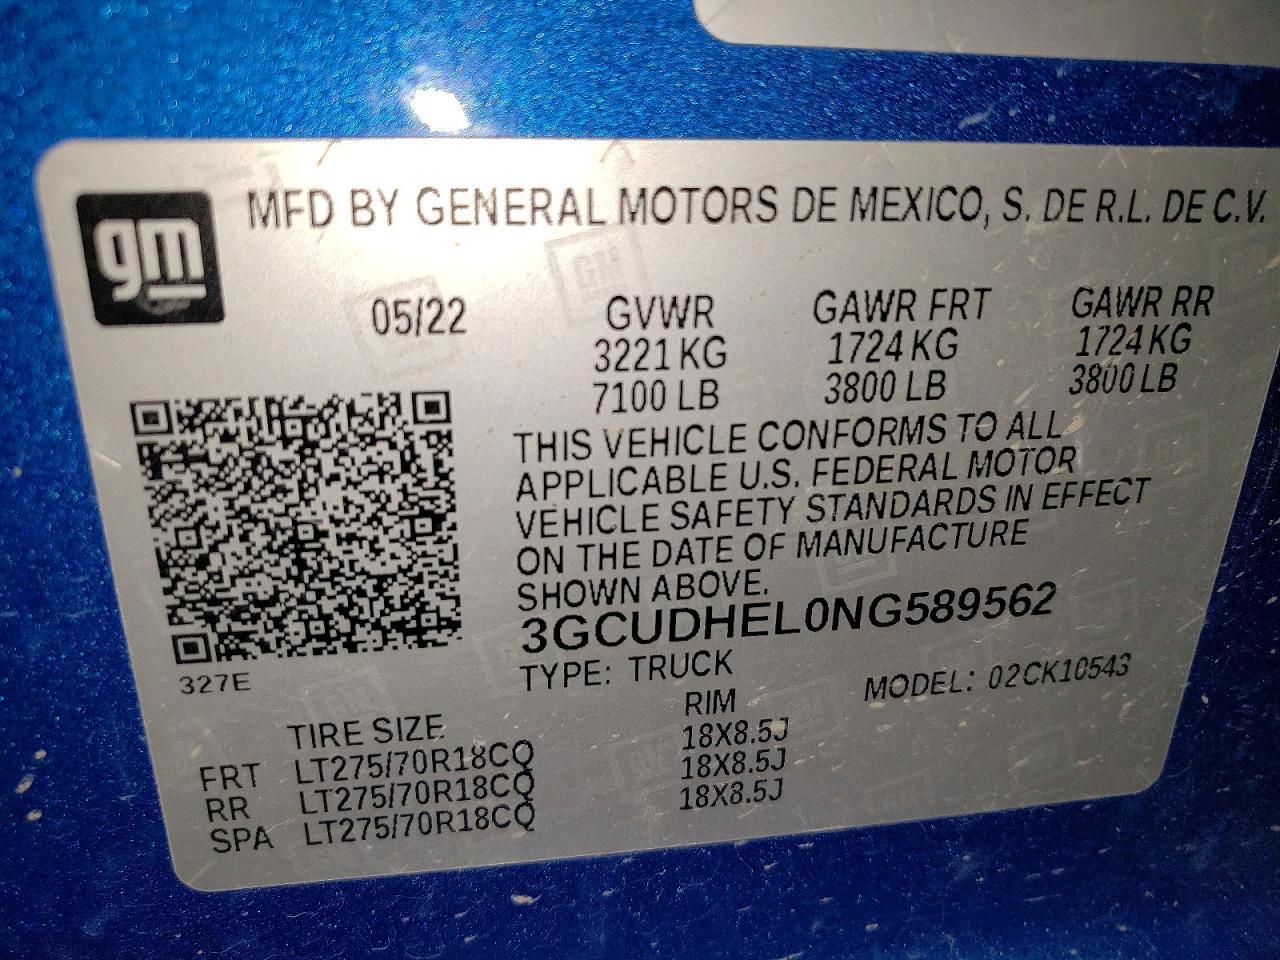 gm
MFD BY GENERAL MOTORS DE MEXICO, S. DE R.L. DE C.V.
05/22 GVWR GAWR FRT GAWR RR
3221 KG 1724 KG 1724 KG
7100 LB 3800 LB 3800 LB
THIS VEHICLE CONFORMS TO ALL
APPLICABLE U.S. FEDERAL MOTOR
VEHICLE SAFETY STANDARDS IN EFFECT
ON THE DATE OF MANUFACTURE
SHOWN ABOVE.
3GCUDHEL0NG589562
327E
TYPE: TRUCK MODEL: 02CK10543
TIRE SIZE RIM
FRT LT275/70R18CQ 18X8.5J
RR LT275/70R18CQ 18X8.5J
SPA LT275/70R18CQ 18X8.5J